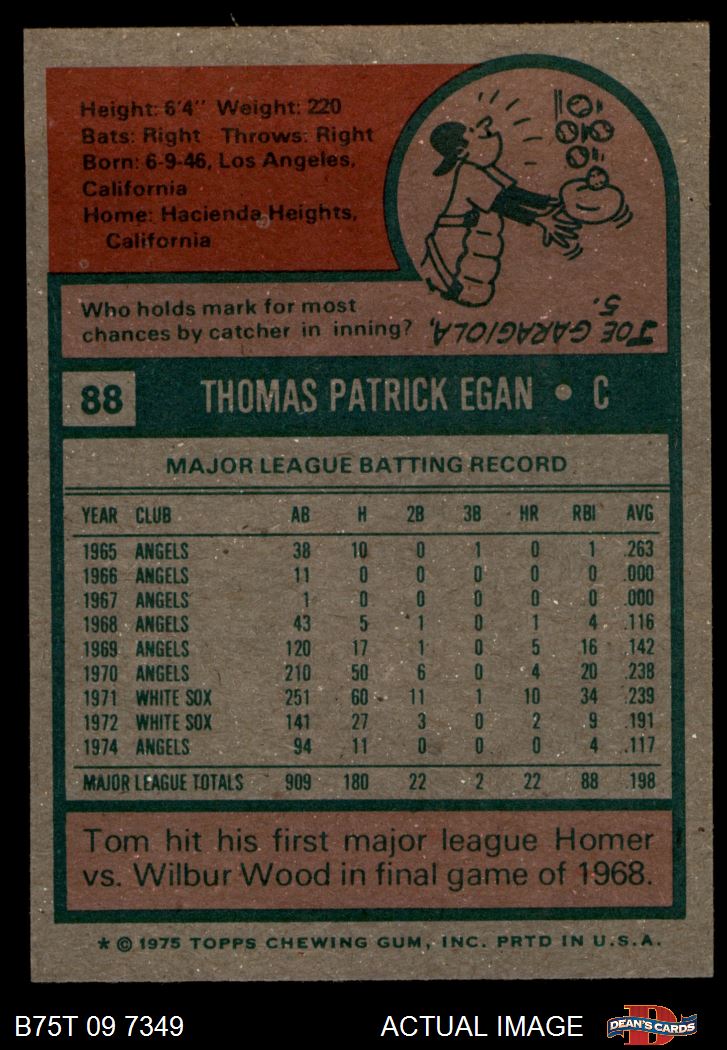 Height: 6'4" Weight: 220
Bats: Right Throws: Right
Born: 6-9-46, Los Angeles,
California
Home: Hacienda Heights,
California
Who holds mark for most
chances by catcher in inning?
JOE GARAGIOLA,
5.
88 THOMAS PATRICK EGAN • C
MAJOR LEAGUE BATTING RECORD
YEAR CLUB AB H 2B 3B HR RBI AVG
1965 ANGELS 38 10 0 1 0 1 .263
1966 ANGELS 11 0 0 0 0 0 .000
1967 ANGELS 1 0 0 0 0 0 .000
1968 ANGELS 43 5 1 0 1 4 .116
1969 ANGELS 120 17 1 0 5 16 .142
1970 ANGELS 210 50 6 0 4 20 .238
1971 WHITE SOX 251 60 11 1 10 34 .239
1972 WHITE SOX 141 27 3 0 2 9 .191
1974 ANGELS 94 11 0 0 0 4 .117
MAJOR LEAGUE TOTALS 909 180 22 2 22 88 .198
Tom hit his first major league Homer
vs. Wilbur Wood in final game of 1968.
* © 1975 TOPPS CHEWING GUM, INC. PRTD IN U.S.A.
B75T 09 7349 ACTUAL IMAGE
DEAN'S CARDS